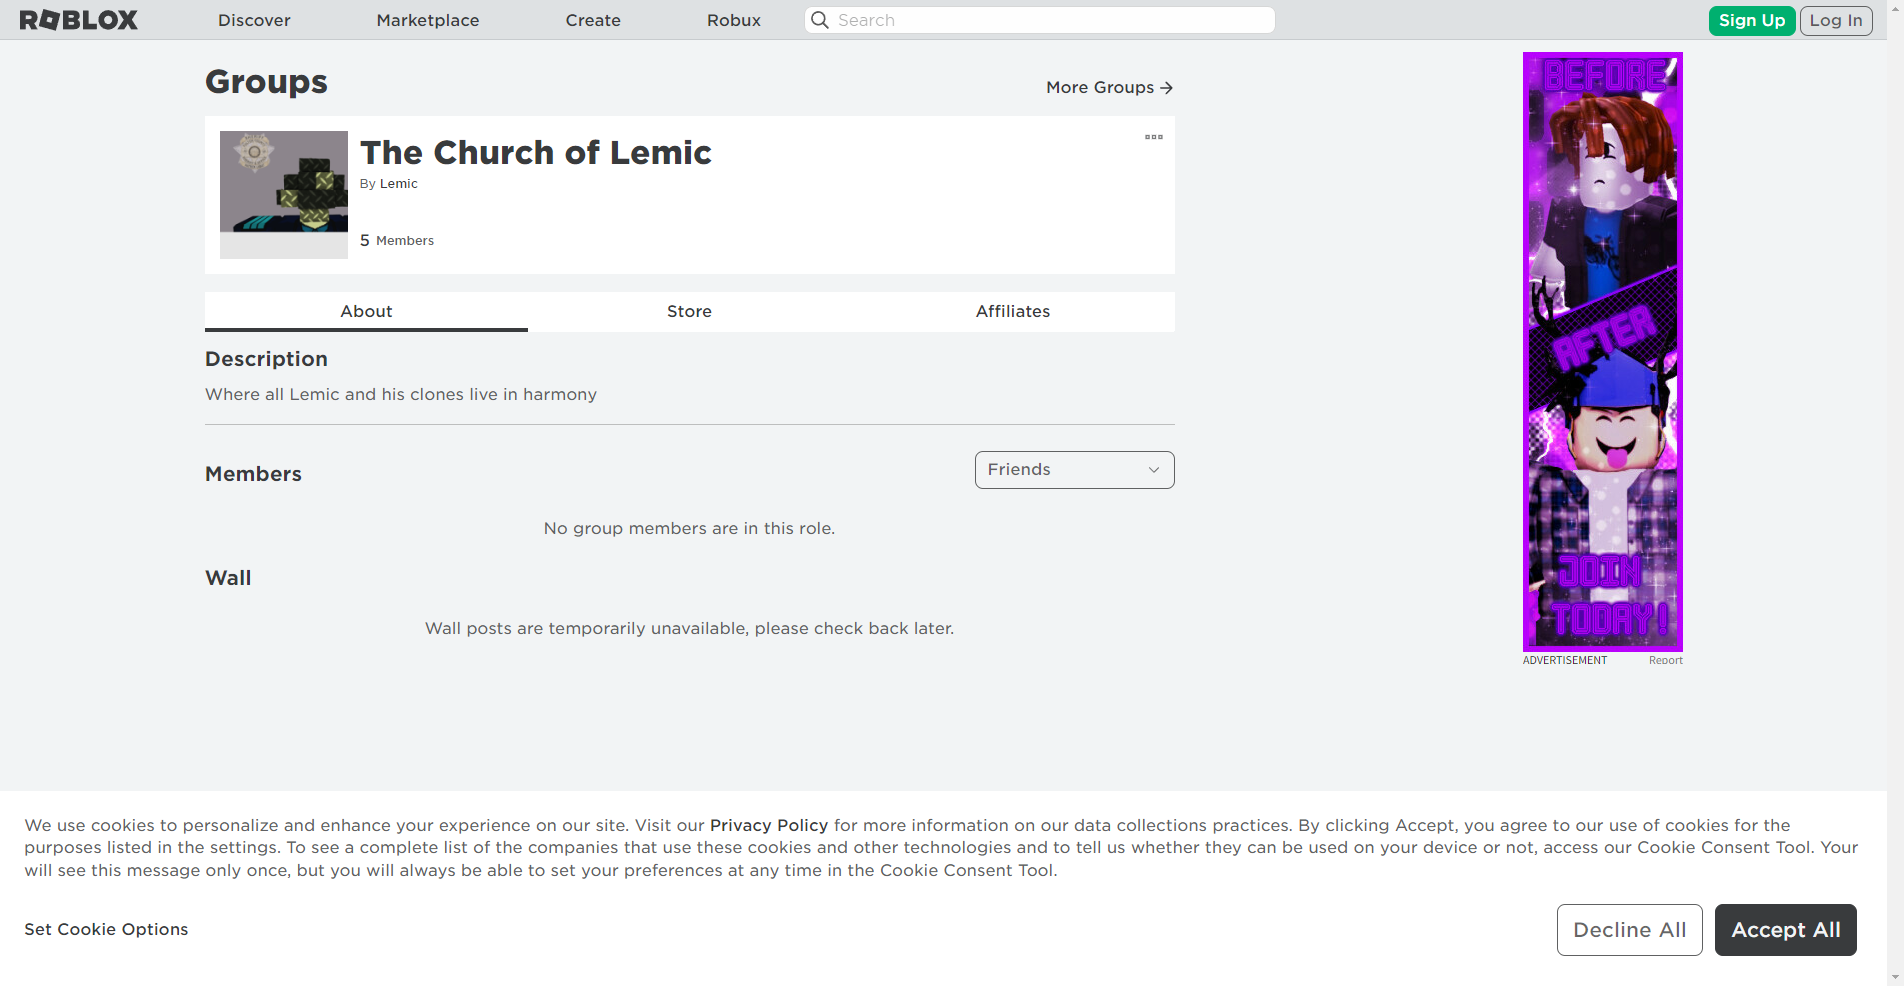 ROBLOX
Discover
Marketplace
Create
Robux
Search
Sign Up
Log In
Groups
More Groups
The Church of Lemic
By Lemic
5 Members
About
Store
Affiliates
Description
Where all Lemic and his clones live in harmony
Members
Friends
No group members are in this role.
Wall
Wall posts are temporarily unavailable, please check back later.
BEFORE
AFTER
JOIN
TODAY!
ADVERTISEMENT
Report
We use cookies to personalize and enhance your experience on our site. Visit our Privacy Policy for more information on our data collections practices. By clicking Accept, you agree to our use of cookies for the
purposes listed in the settings. To see a complete list of the companies that use these cookies and other technologies and to tell us whether they can be used on your device or not, access our Cookie Consent Tool. Your
will see this message only once, but you will always be able to set your preferences at any time in the Cookie Consent Tool.
Set Cookie Options
Decline All
Accept All